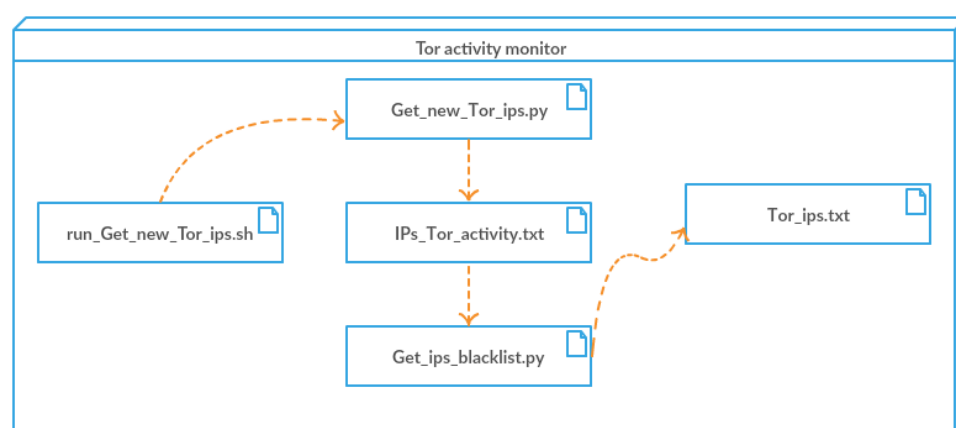 Tor activity monitor
Get_new_Tor_ips.py
run_Get_new_Tor_ips.sh
IPs_Tor_activity.txt
Tor_ips.txt
Get_ips_blacklist.py